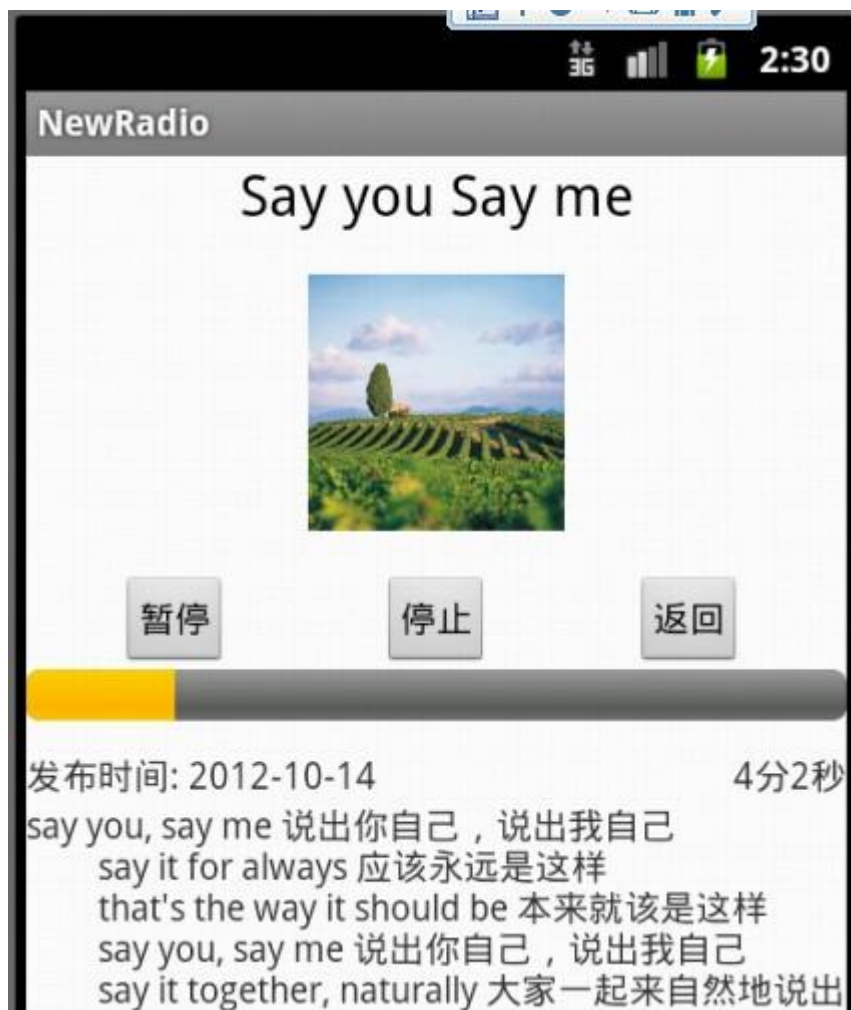 3G 2:30
NewRadio
Say you Say me
暂停 停止 返回
发布时间: 2012-10-14 4分2秒
say you, say me 说出你自己，说出我自己
say it for always 应该永远是这样
that's the way it should be 本来就该是这样
say you, say me 说出你自己，说出我自己
say it together, naturally 大家一起来自然地说出